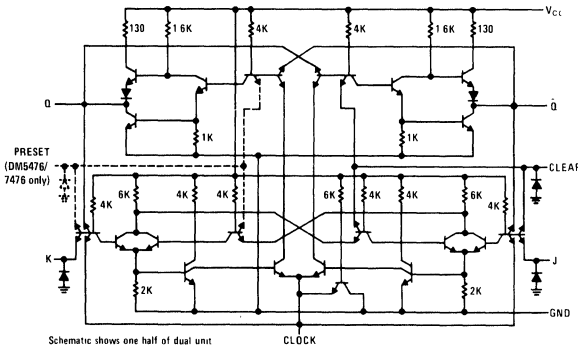 VCC
130
1 6K
4K
4K
1 6K
130
Q
Q̄
1K
1K
PRESET
(DM5476/
7476 only)
CLEAR
4K
6K
4K
4K
6K
4K
4K
6K
4K
K
J
2K
2K
GND
CLOCK
Schematic shows one half of dual unit